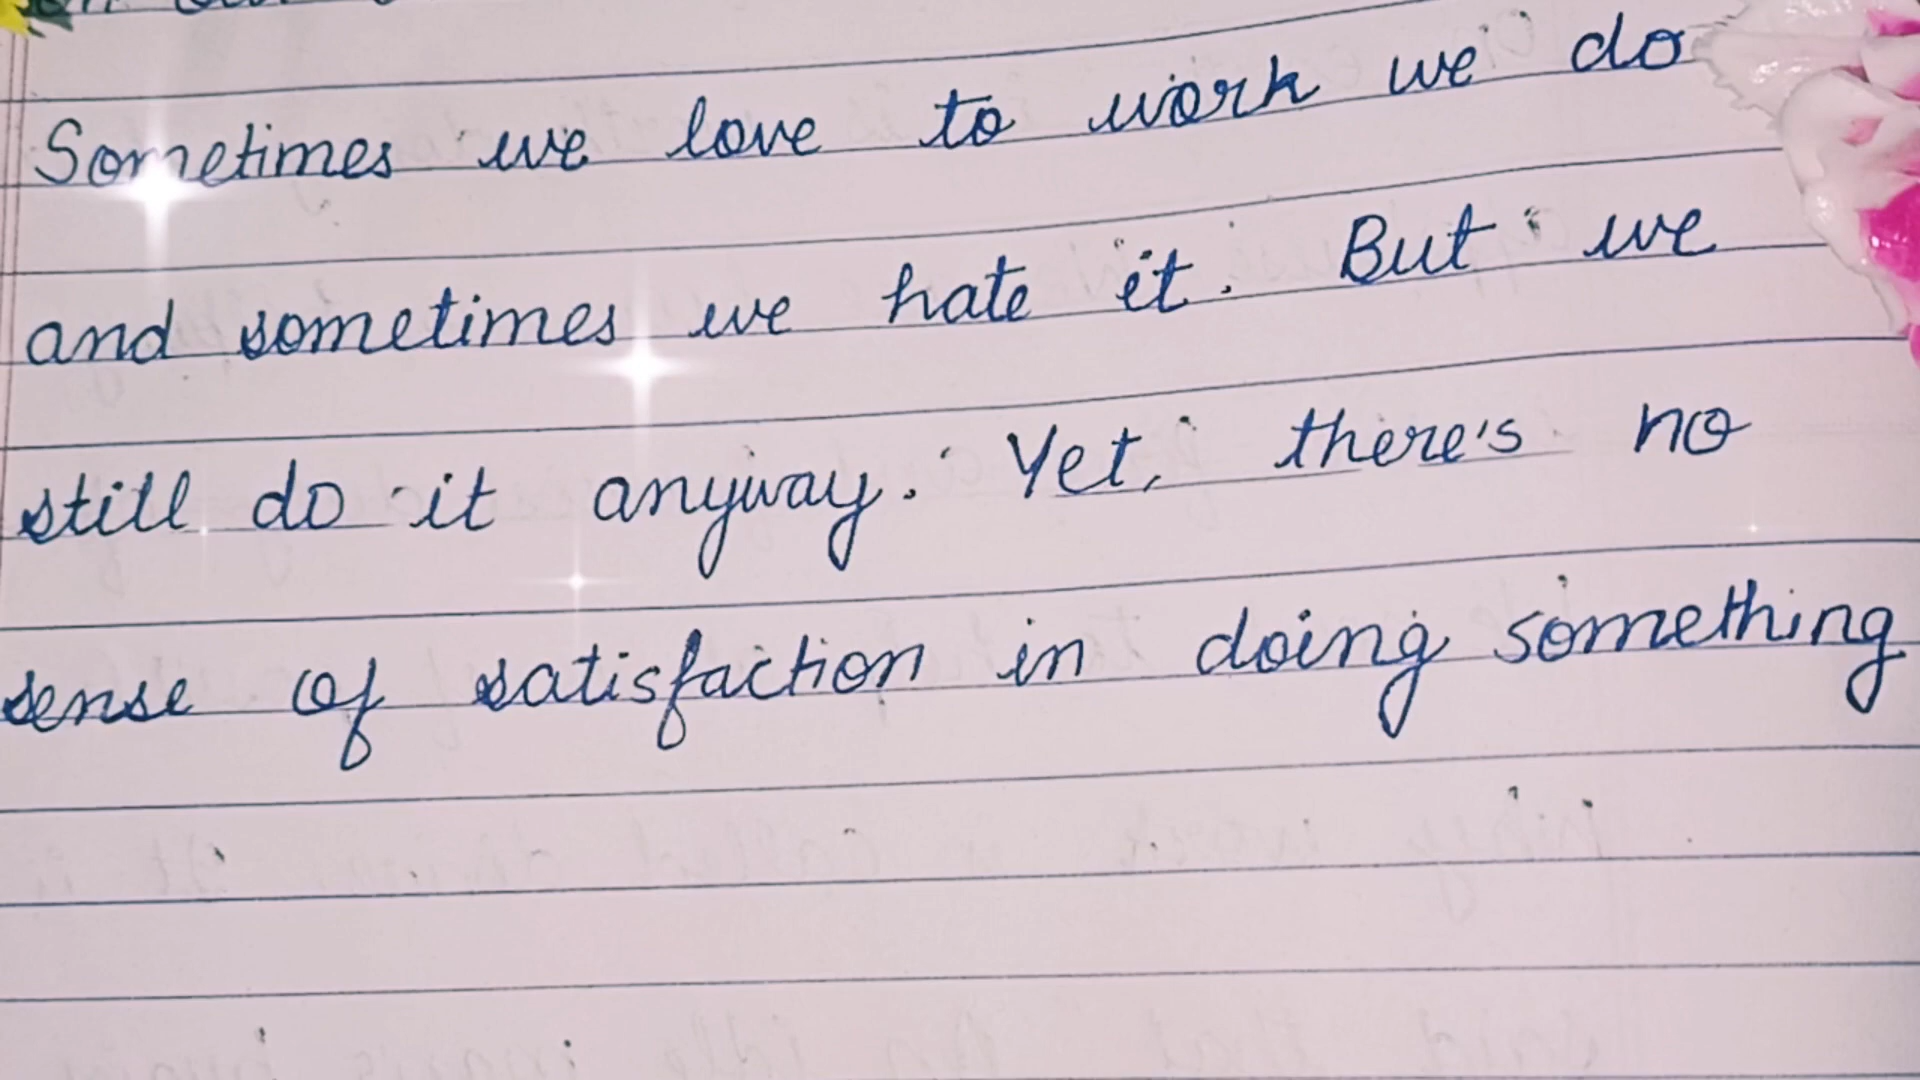 Sometimes we love to work we do
and sometimes we hate it. But we
still do it anyway. Yet, there's no
sense of satisfaction in doing something